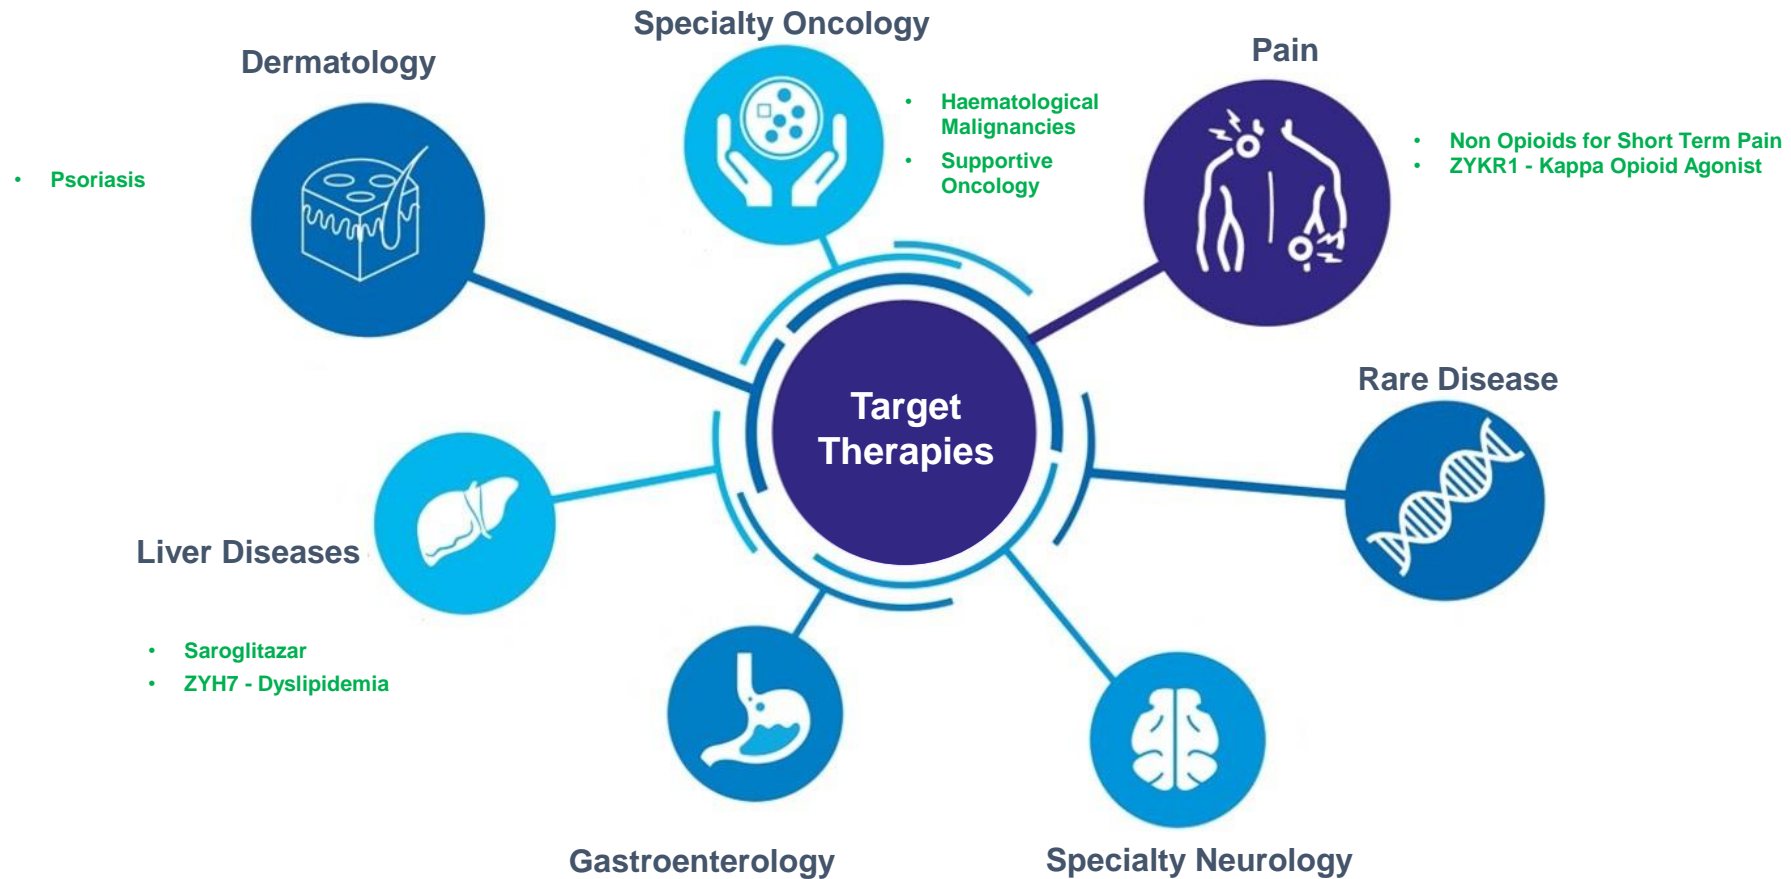 Specialty Oncology
Dermatology
Pain
• Haematological
Malignancies
• Supportive
Oncology
• Non Opioids for Short Term Pain
• ZYKR1 - Kappa Opioid Agonist
• Psoriasis
Target
Therapies
Rare Disease
Liver Diseases
• Saroglitazar
• ZYH7 - Dyslipidemia
Gastroenterology
Specialty Neurology